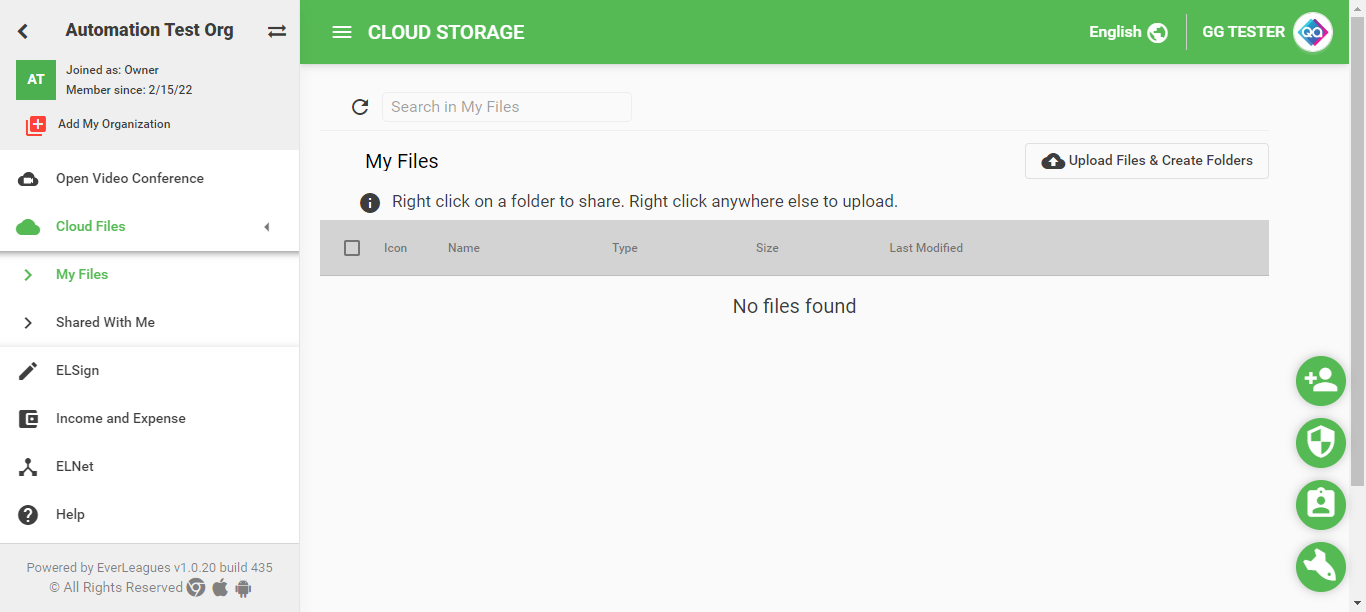 Automation Test Org
AT
Joined as: Owner
Member since: 2/15/22
Add My Organization
Open Video Conference
Cloud Files
My Files
Shared With Me
ELSign
Income and Expense
ELNet
Help
Powered by EverLeagues v1.0.20 build 435
© All Rights Reserved
CLOUD STORAGE
English
GG TESTER
QA
Search in My Files
My Files
Upload Files & Create Folders
Right click on a folder to share. Right click anywhere else to upload.
Icon Name Type Size Last Modified
No files found